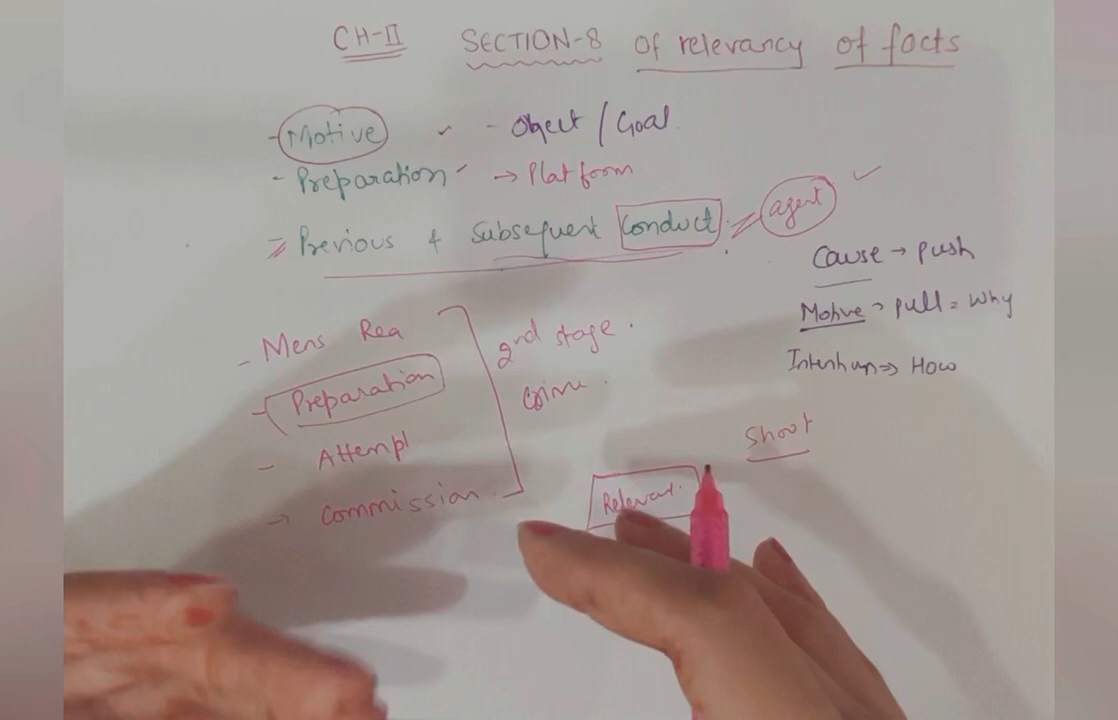 CH-II SECTION-8 of relevancy of facts
- Motive ✓ - Object / Goal
- Preparation → Platform
⇒ Previous & Subsequent Conduct. agent ✓
Cause → push
Motive → pull = Why
Intention ⇒ How
- Mens Rea
- Preparation
- Attempt
→ Commission
2nd stage.
crime.
Shoot
Relevant.